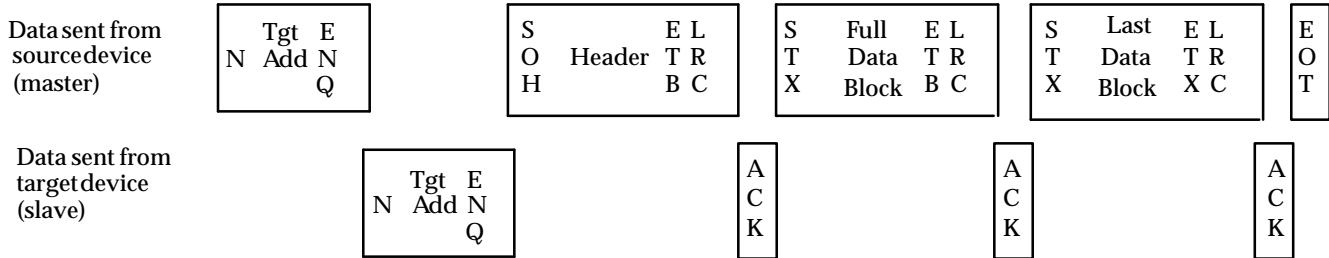 Data sent from
source device
(master)
Tgt E
N Add N
Q
S E L
O Header T R
H B C
S Full E L
T Data T R
X Block B C
S Last E L
T Data T R
X Block X C
E
O
T
Data sent from
target device
(slave)
Tgt E
N Add N
Q
A
C
K
A
C
K
A
C
K